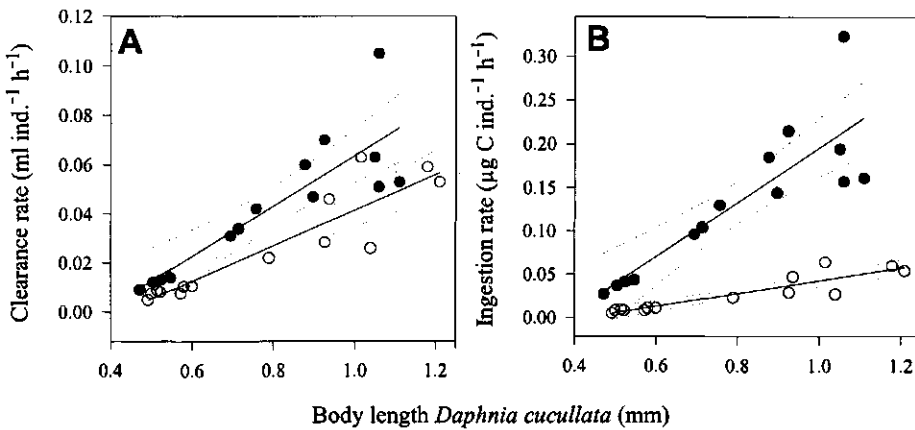 A
B
Clearance rate (ml ind.⁻¹ h⁻¹)
0.12
0.10
0.08
0.06
0.04
0.02
0.00
0.4 0.6 0.8 1.0 1.2
Ingestion rate (µg C ind.⁻¹ h⁻¹)
0.30
0.25
0.20
0.15
0.10
0.05
0.00
0.4 0.6 0.8 1.0 1.2
Body length Daphnia cucullata (mm)